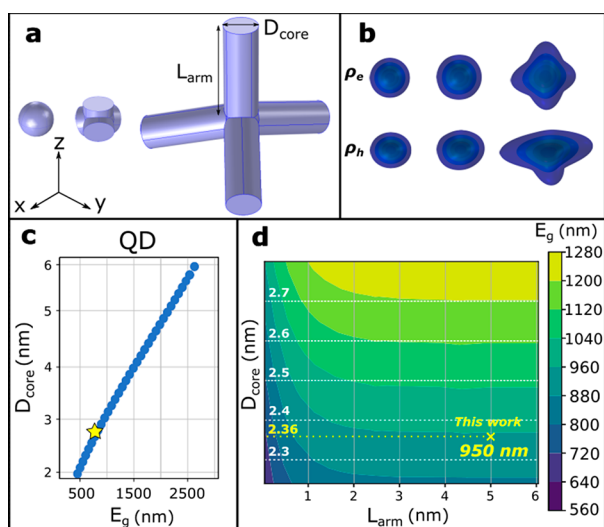 a
D_core
L_arm
z
x
y
b
ρ_e
ρ_h
c
QD
D_core (nm)
6
5
4
3
2
500
1500
2500
E_g (nm)
d
E_g (nm)
D_core (nm)
2.7
2.6
2.5
2.4
2.36
2.3
This work
950 nm
1
2
3
4
5
6
L_arm (nm)
1280
1200
1120
1040
960
880
800
720
640
560